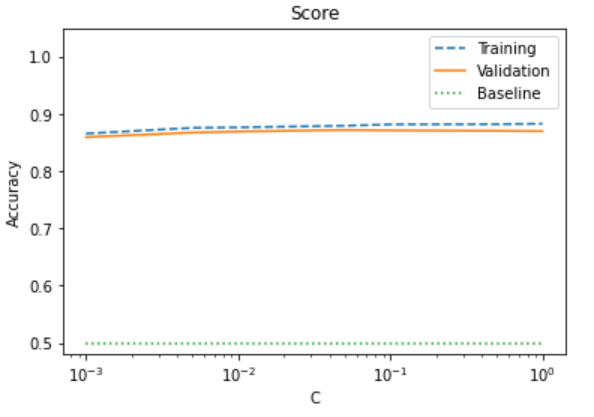 Score
Training
Validation
Baseline
Accuracy
1.0
0.9
0.8
0.7
0.6
0.5
10⁻³
10⁻²
10⁻¹
10⁰
C